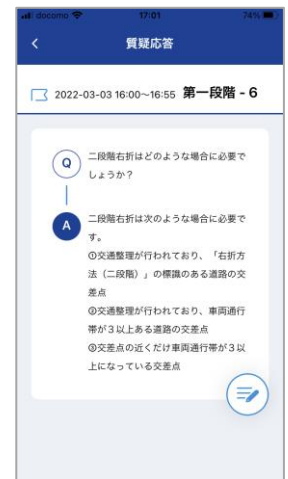 docomo 17:01 74%
質疑応答
2022-03-03 16:00～16:55 第一段階 - 6
Q 二段階右折はどのような場合に必要で
しょうか？
A 二段階右折は次のような場合に必要で
す。
①交通整理が行われており、「右折方
法（二段階）」の標識のある道路の交
差点
②交通整理が行われており、車両通行
帯が３以上ある道路の交差点
③交差点の近くだけ車両通行帯が３以
上になっている交差点